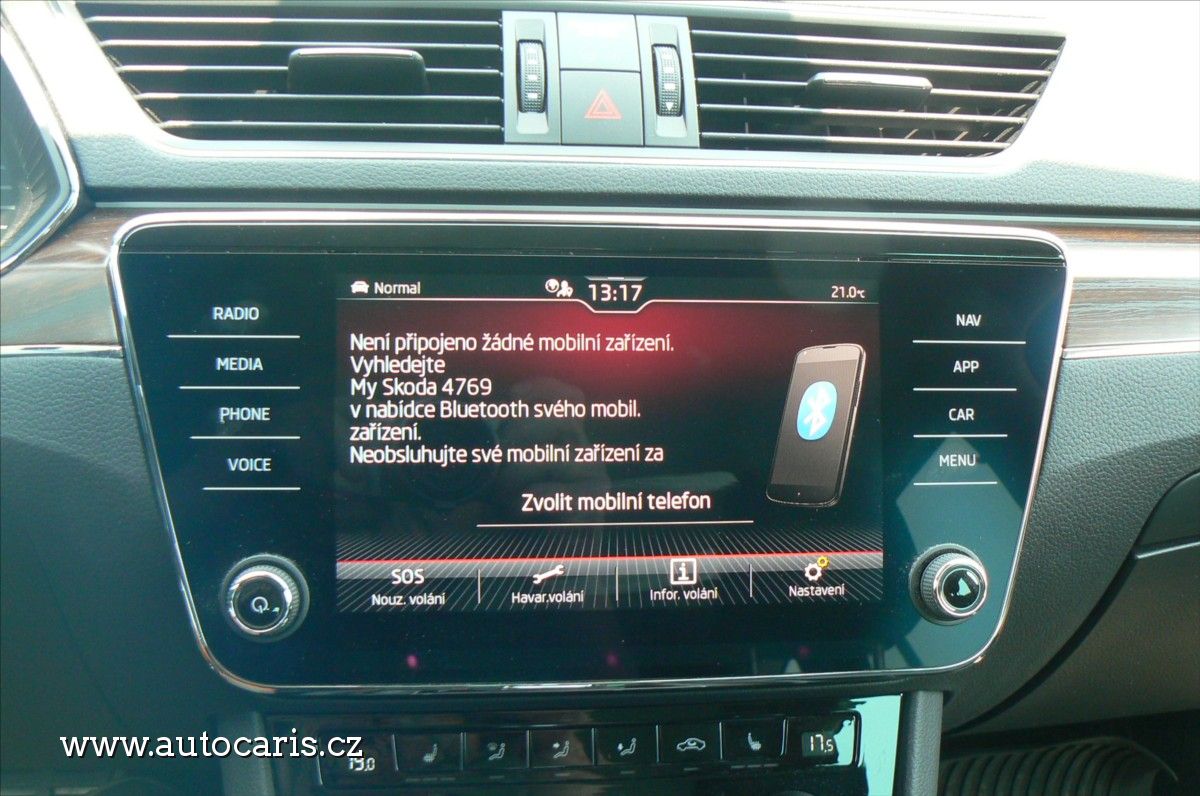 Normal
13:17
21.0°C
RADIO
MEDIA
PHONE
VOICE
Není připojeno žádné mobilní zařízení.
Vyhledejte
My Skoda 4769
v nabídce Bluetooth svého mobil.
zařízení.
Neobsluhujte své mobilní zařízení za
Zvolit mobilní telefon
SOS
Nouz. volání
Havar.volání
Infor. volání
Nastavení
NAV
APP
CAR
MENU
19.0
17.5
www.autocaris.cz